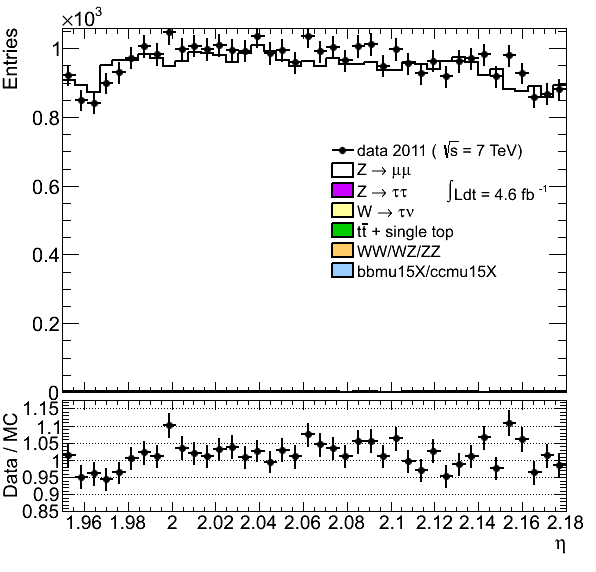 ×10³
Entries
1
0.8
0.6
0.4
0.2
0
data 2011 ( √s = 7 TeV)
Z → μμ
Z → ττ
∫Ldt = 4.6 fb⁻¹
W → τν
tt̅ + single top
WW/WZ/ZZ
bbmu15X/ccmu15X
Data / MC
1.15
1.1
1.05
1
0.95
0.9
0.85
1.96 1.98 2 2.02 2.04 2.06 2.08 2.1 2.12 2.14 2.16 2.18
η